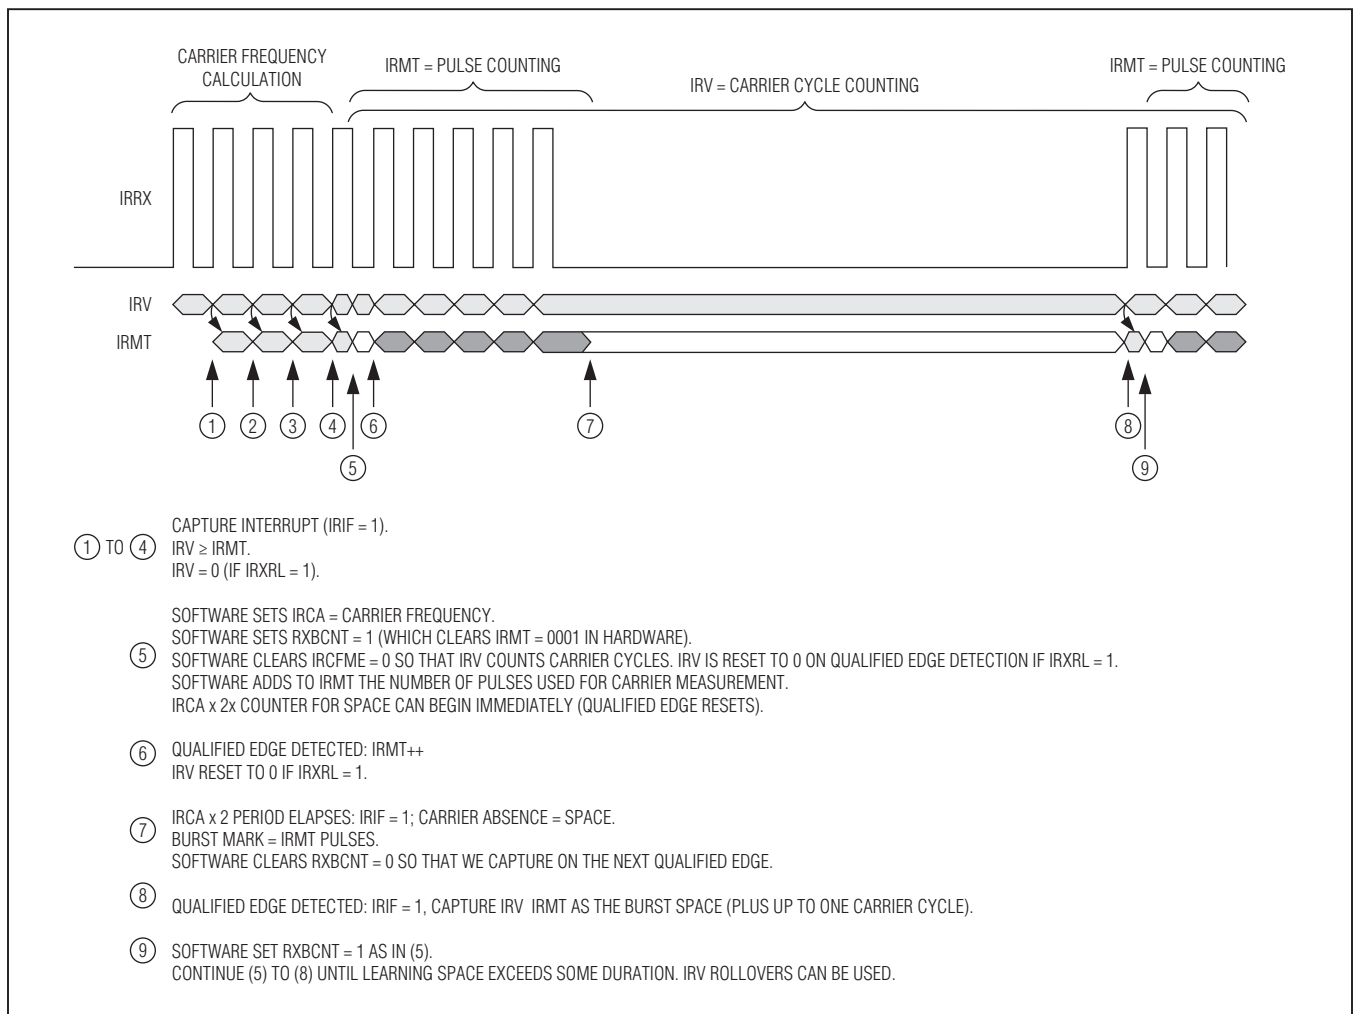 CARRIER FREQUENCY
CALCULATION
IRMT = PULSE COUNTING
IRV = CARRIER CYCLE COUNTING
IRMT = PULSE COUNTING
IRRX
IRV
IRMT
1
2
3
4
6
7
8
5
9
1 TO 4
CAPTURE INTERRUPT (IRIF = 1).
IRV ≥ IRMT.
IRV = 0 (IF IRXRL = 1).
5
SOFTWARE SETS IRCA = CARRIER FREQUENCY.
SOFTWARE SETS RXBCNT = 1 (WHICH CLEARS IRMT = 0001 IN HARDWARE).
SOFTWARE CLEARS IRCFME = 0 SO THAT IRV COUNTS CARRIER CYCLES. IRV IS RESET TO 0 ON QUALIFIED EDGE DETECTION IF IRXRL = 1.
SOFTWARE ADDS TO IRMT THE NUMBER OF PULSES USED FOR CARRIER MEASUREMENT.
IRCA x 2x COUNTER FOR SPACE CAN BEGIN IMMEDIATELY (QUALIFIED EDGE RESETS).
6
QUALIFIED EDGE DETECTED: IRMT++
IRV RESET TO 0 IF IRXRL = 1.
7
IRCA x 2 PERIOD ELAPSES: IRIF = 1; CARRIER ABSENCE = SPACE.
BURST MARK = IRMT PULSES.
SOFTWARE CLEARS RXBCNT = 0 SO THAT WE CAPTURE ON THE NEXT QUALIFIED EDGE.
8
QUALIFIED EDGE DETECTED: IRIF = 1, CAPTURE IRV IRMT AS THE BURST SPACE (PLUS UP TO ONE CARRIER CYCLE).
9
SOFTWARE SET RXBCNT = 1 AS IN (5).
CONTINUE (5) TO (8) UNTIL LEARNING SPACE EXCEEDS SOME DURATION. IRV ROLLOVERS CAN BE USED.